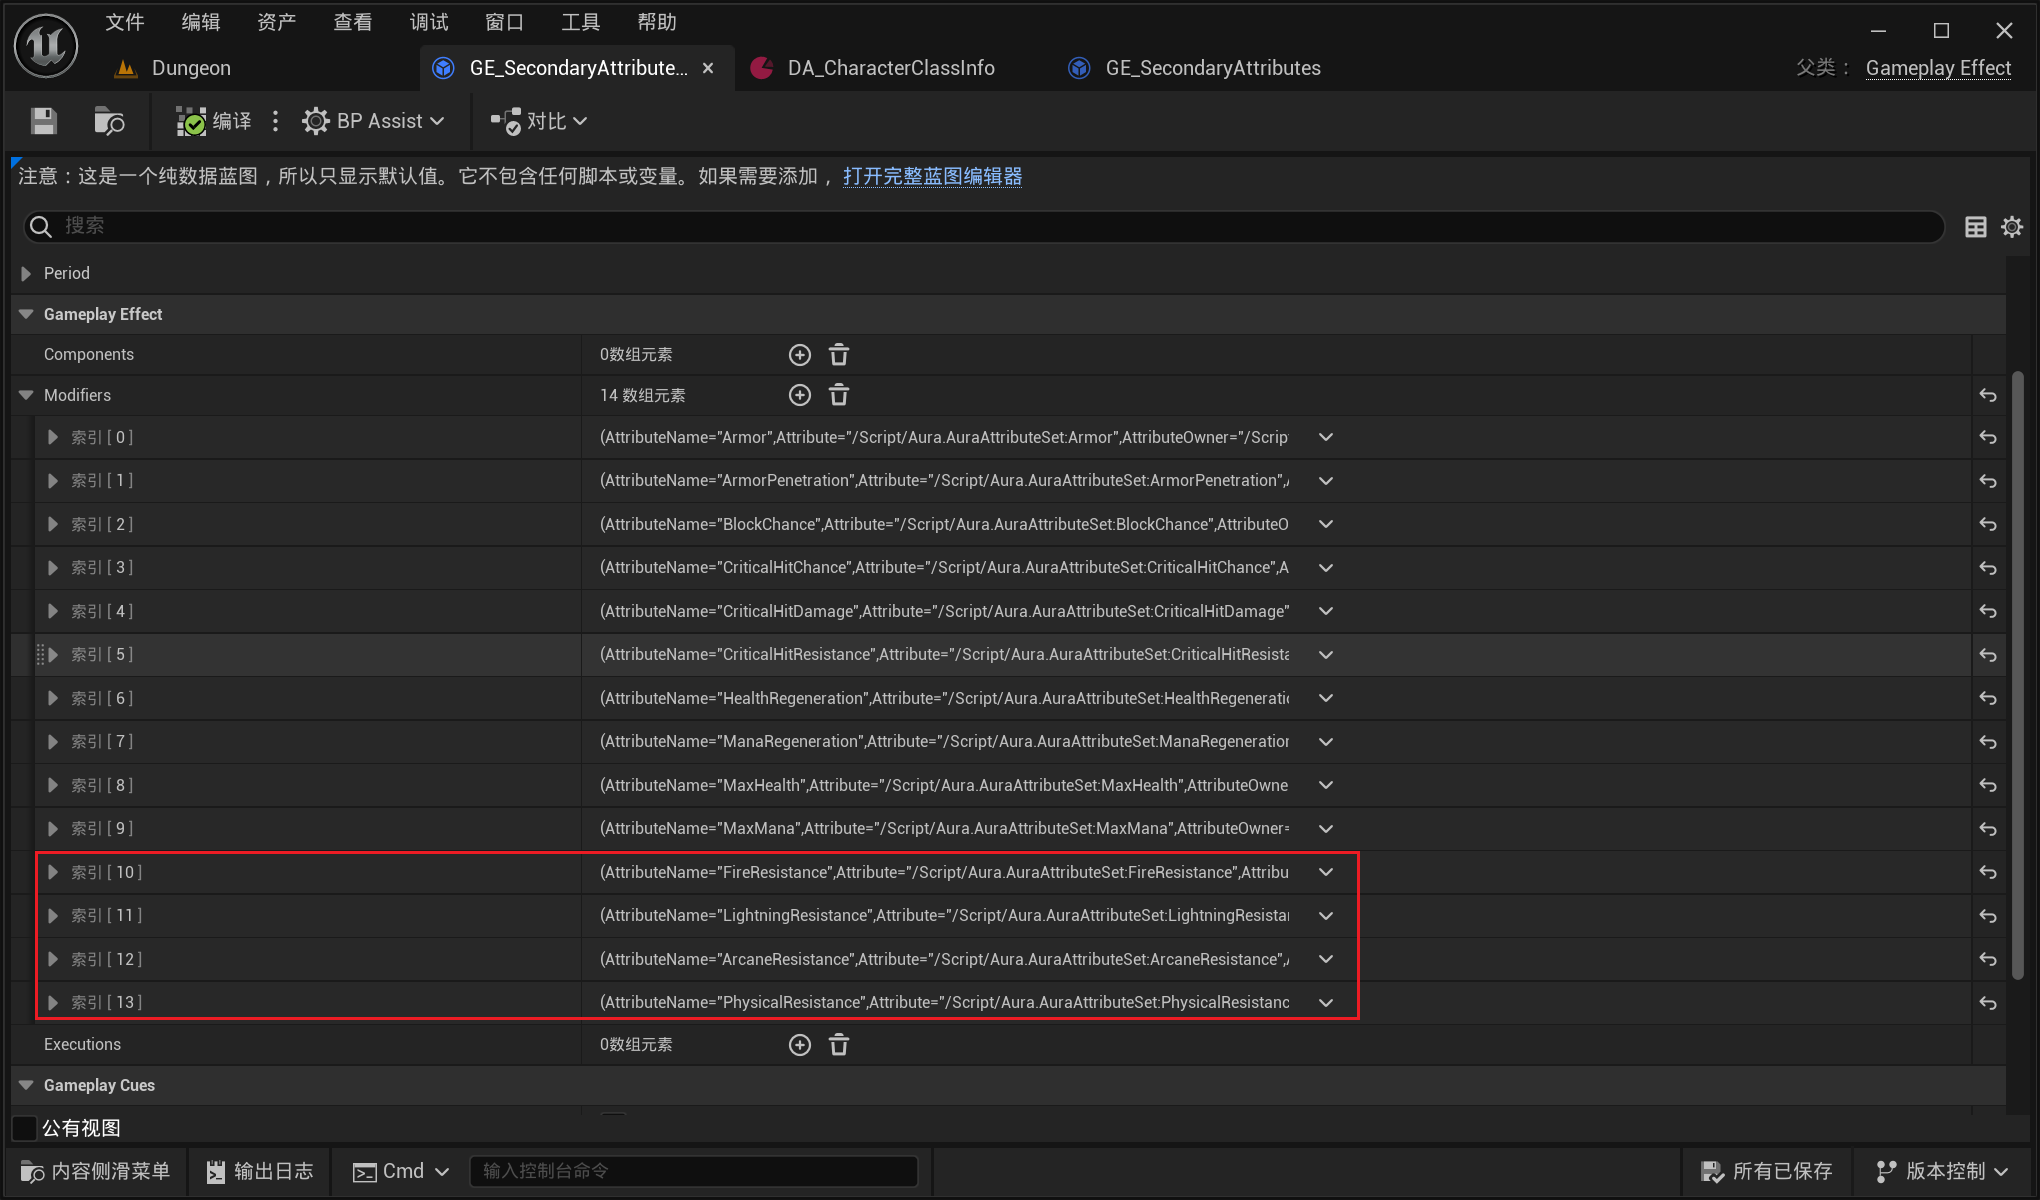 文件 编辑 资产 查看 调试 窗口 工具 帮助
Dungeon GE_SecondaryAttribute... DA_CharacterClassInfo GE_SecondaryAttributes 父类： Gameplay Effect
编译 BP Assist 对比
注意：这是一个纯数据蓝图，所以只显示默认值。它不包含任何脚本或变量。如果需要添加， 打开完整蓝图编辑器
搜索
Period
Gameplay Effect
Components 0数组元素
Modifiers 14 数组元素
索引 [ 0 ] (AttributeName="Armor",Attribute="/Script/Aura.AuraAttributeSet:Armor",AttributeOwner="/Scrip
索引 [ 1 ] (AttributeName="ArmorPenetration",Attribute="/Script/Aura.AuraAttributeSet:ArmorPenetration",
索引 [ 2 ] (AttributeName="BlockChance",Attribute="/Script/Aura.AuraAttributeSet:BlockChance",AttributeO
索引 [ 3 ] (AttributeName="CriticalHitChance",Attribute="/Script/Aura.AuraAttributeSet:CriticalHitChance",A
索引 [ 4 ] (AttributeName="CriticalHitDamage",Attribute="/Script/Aura.AuraAttributeSet:CriticalHitDamage"
索引 [ 5 ] (AttributeName="CriticalHitResistance",Attribute="/Script/Aura.AuraAttributeSet:CriticalHitResista
索引 [ 6 ] (AttributeName="HealthRegeneration",Attribute="/Script/Aura.AuraAttributeSet:HealthRegeneratio
索引 [ 7 ] (AttributeName="ManaRegeneration",Attribute="/Script/Aura.AuraAttributeSet:ManaRegeneration
索引 [ 8 ] (AttributeName="MaxHealth",Attribute="/Script/Aura.AuraAttributeSet:MaxHealth",AttributeOwne
索引 [ 9 ] (AttributeName="MaxMana",Attribute="/Script/Aura.AuraAttributeSet:MaxMana",AttributeOwner=
索引 [ 10 ] (AttributeName="FireResistance",Attribute="/Script/Aura.AuraAttributeSet:FireResistance",Attribu
索引 [ 11 ] (AttributeName="LightningResistance",Attribute="/Script/Aura.AuraAttributeSet:LightningResistan
索引 [ 12 ] (AttributeName="ArcaneResistance",Attribute="/Script/Aura.AuraAttributeSet:ArcaneResistance",
索引 [ 13 ] (AttributeName="PhysicalResistance",Attribute="/Script/Aura.AuraAttributeSet:PhysicalResistanc
Executions 0数组元素
Gameplay Cues
公有视图
内容侧滑菜单 输出日志 Cmd 输入控制台命令 所有已保存 版本控制